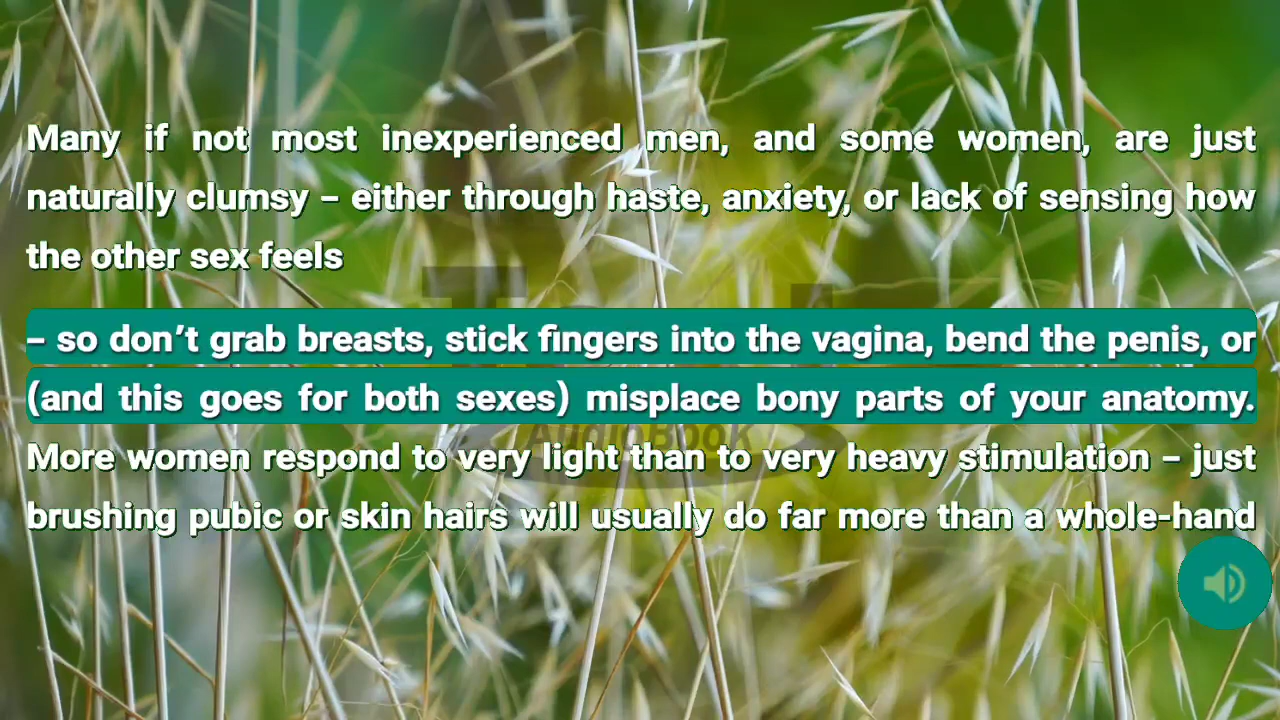 Many if not most inexperienced men, and some women, are just
naturally clumsy – either through haste, anxiety, or lack of sensing how
the other sex feels
– so don’t grab breasts, stick fingers into the vagina, bend the penis, or
(and this goes for both sexes) misplace bony parts of your anatomy.
AudioBook
More women respond to very light than to very heavy stimulation – just
brushing pubic or skin hairs will usually do far more than a whole-hand